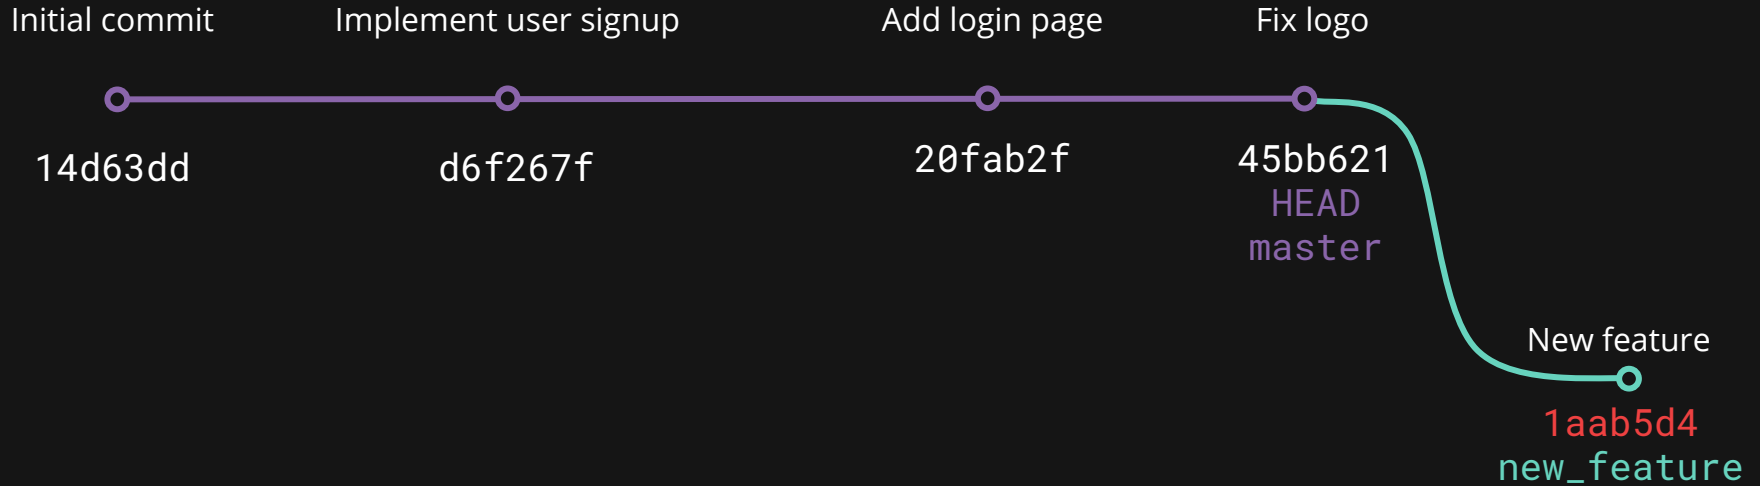 Initial commit
Implement user signup
Add login page
Fix logo
14d63dd
d6f267f
20fab2f
45bb621
HEAD
master
New feature
1aab5d4
new_feature